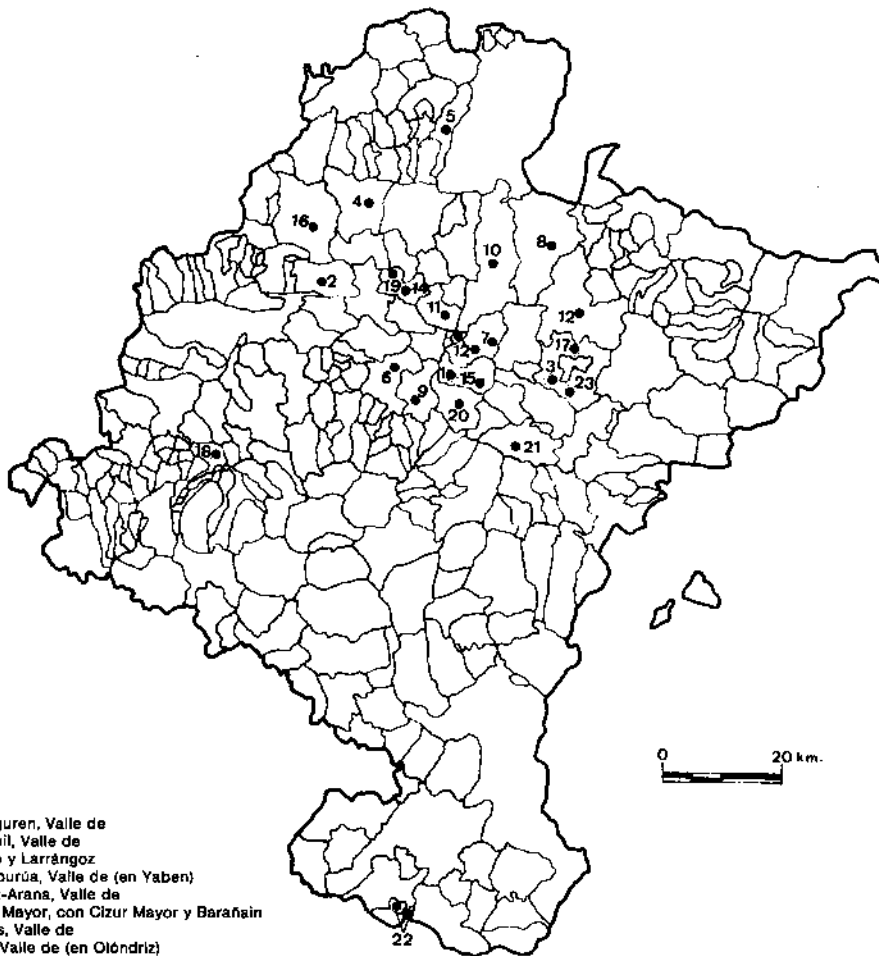 5
4
16
8
10
2
19 14
11
12
7
12
17
6
1 15
3
23
9
20
18
21
0 20 km.
guren, Valle de
il, Valle de
y Larrángoz
burúa, Valle de (en Yaben)
-Arana, Valle de
Mayor, con Cizur Mayor y Barañain
s, Valle de
Valle de (en Olóndriz)
22